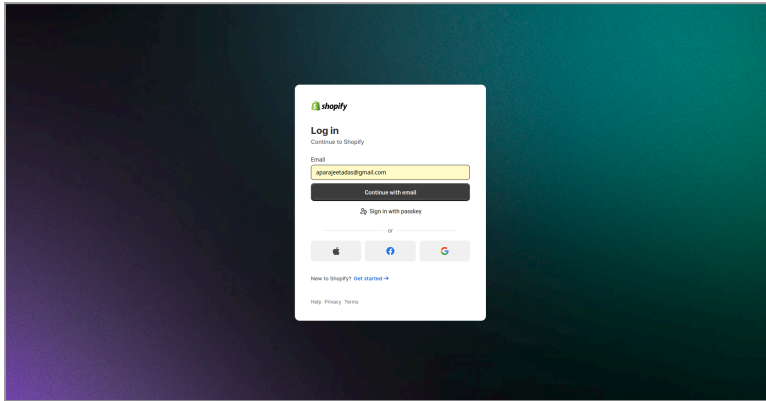 shopify
Log in
Continue to Shopify
Email
aparajeetadas@gmail.com
Continue with email
Sign in with passkey
or
New to Shopify? Get started →
Help Privacy Terms